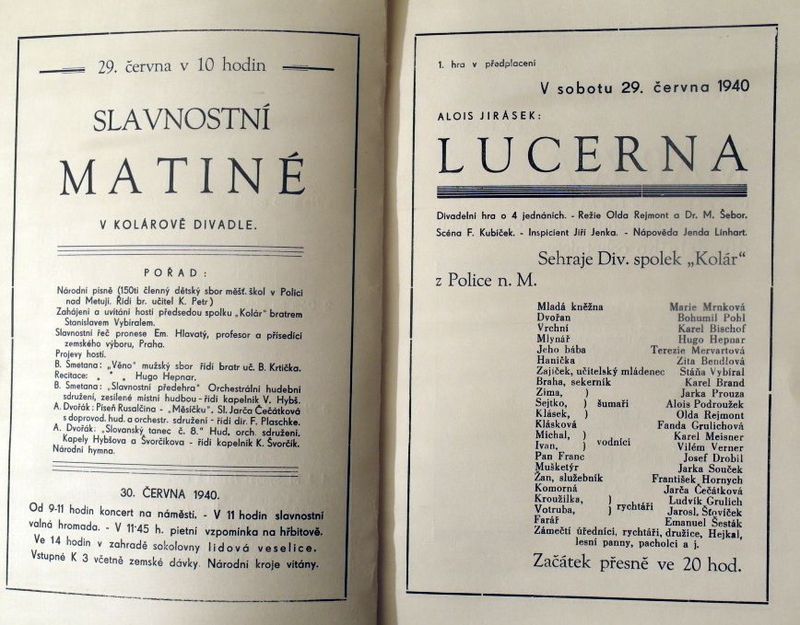 29. června v 10 hodin
SLAVNOSTNÍ
MATINÉ
V KOLÁROVĚ DIVADLE.
POŘAD:
Národní písně (150ti členný dětský sbor měšť. škol v Polici
nad Metují. Řídí br. učitel K. Petr)
Zahájení a uvítání hostí předsedou spolku „Kolár" bratrem
Stanislavem Vybíralem.
Slavnostní řeč pronese Em. Hlavatý, profesor a přísedící
zemského výboru, Praha.
Projevy hostí.
B. Smetana: „Věno" mužský sbor řídí bratr uč. B. Krtička.
Recitace: „ „ Hugo Hepnar.
B. Smetana: „Slavnostní předehra" Orchestrální hudební
sdružení, zesílené místní hudbou - řídí kapelník V. Hybš.
A. Dvořák: Píseň Rusalčina - „Měsíčku". Sl. Jarča Čečátková
s doprovod. hud. a orchestr. sdružení - řídí dir. F. Plaschke.
A. Dvořák: „Slovanský tanec č. 8." Hud. orch. sdružení.
Kapely Hybšova a Švorčíkova - řídí kapelník K. Švorčík.
Národní hymna.
30. ČERVNA 1940.
Od 9-11 hodin koncert na náměstí. - V 11 hodin slavnostní
valná hromada. - V 11·45 h. pietní vzpomínka na hřbitově.
Ve 14 hodin v zahradě sokolovny lidová veselice.
Vstupné K 3 včetně zemské dávky. Národní kroje vítány.
1. hra v předplacení
V sobotu 29. června 1940
ALOIS JIRÁSEK:
LUCERNA
Divadelní hra o 4 jednáních. - Režie Olda Rejmont a Dr. M. Šebor.
Scéna F. Kubiček. - Inspicient Jiří Jenka. - Nápověda Jenda Linhart.
Sehraje Div. spolek „Kolár"
z Police n. M.
Mladá kněžna Marie Mrnková
Dvořan Bohumil Pohl
Vrchní Karel Bischof
Mlynář Hugo Hepnar
Jeho bába Terezie Mervartová
Hanička Zita Bendlová
Zajíček, učitelský mládenec Stáňa Vybíral
Braha, sekerník Karel Brand
Zima, ) Jarka Prouza
Sejtko, ) šumaři Alois Podroužek
Klásek, ) Olda Rejmont
Klásková Fanda Grulichová
Michal, ) vodníci Karel Meisner
Ivan, ) Vilém Verner
Pan Franc Josef Drobil
Mušketýr Jarka Souček
Žan, služebník František Hornych
Komorná Jarča Čečátková
Kroužilka, ) rychtáři Ludvík Grulich
Votruba, ) Jarosl. Šťovíček
Farář Emanuel Šesták
Zámečtí úředníci, rychtáři, družice, Hejkal,
lesní panny, pacholci a j.
Začátek přesně ve 20 hod.